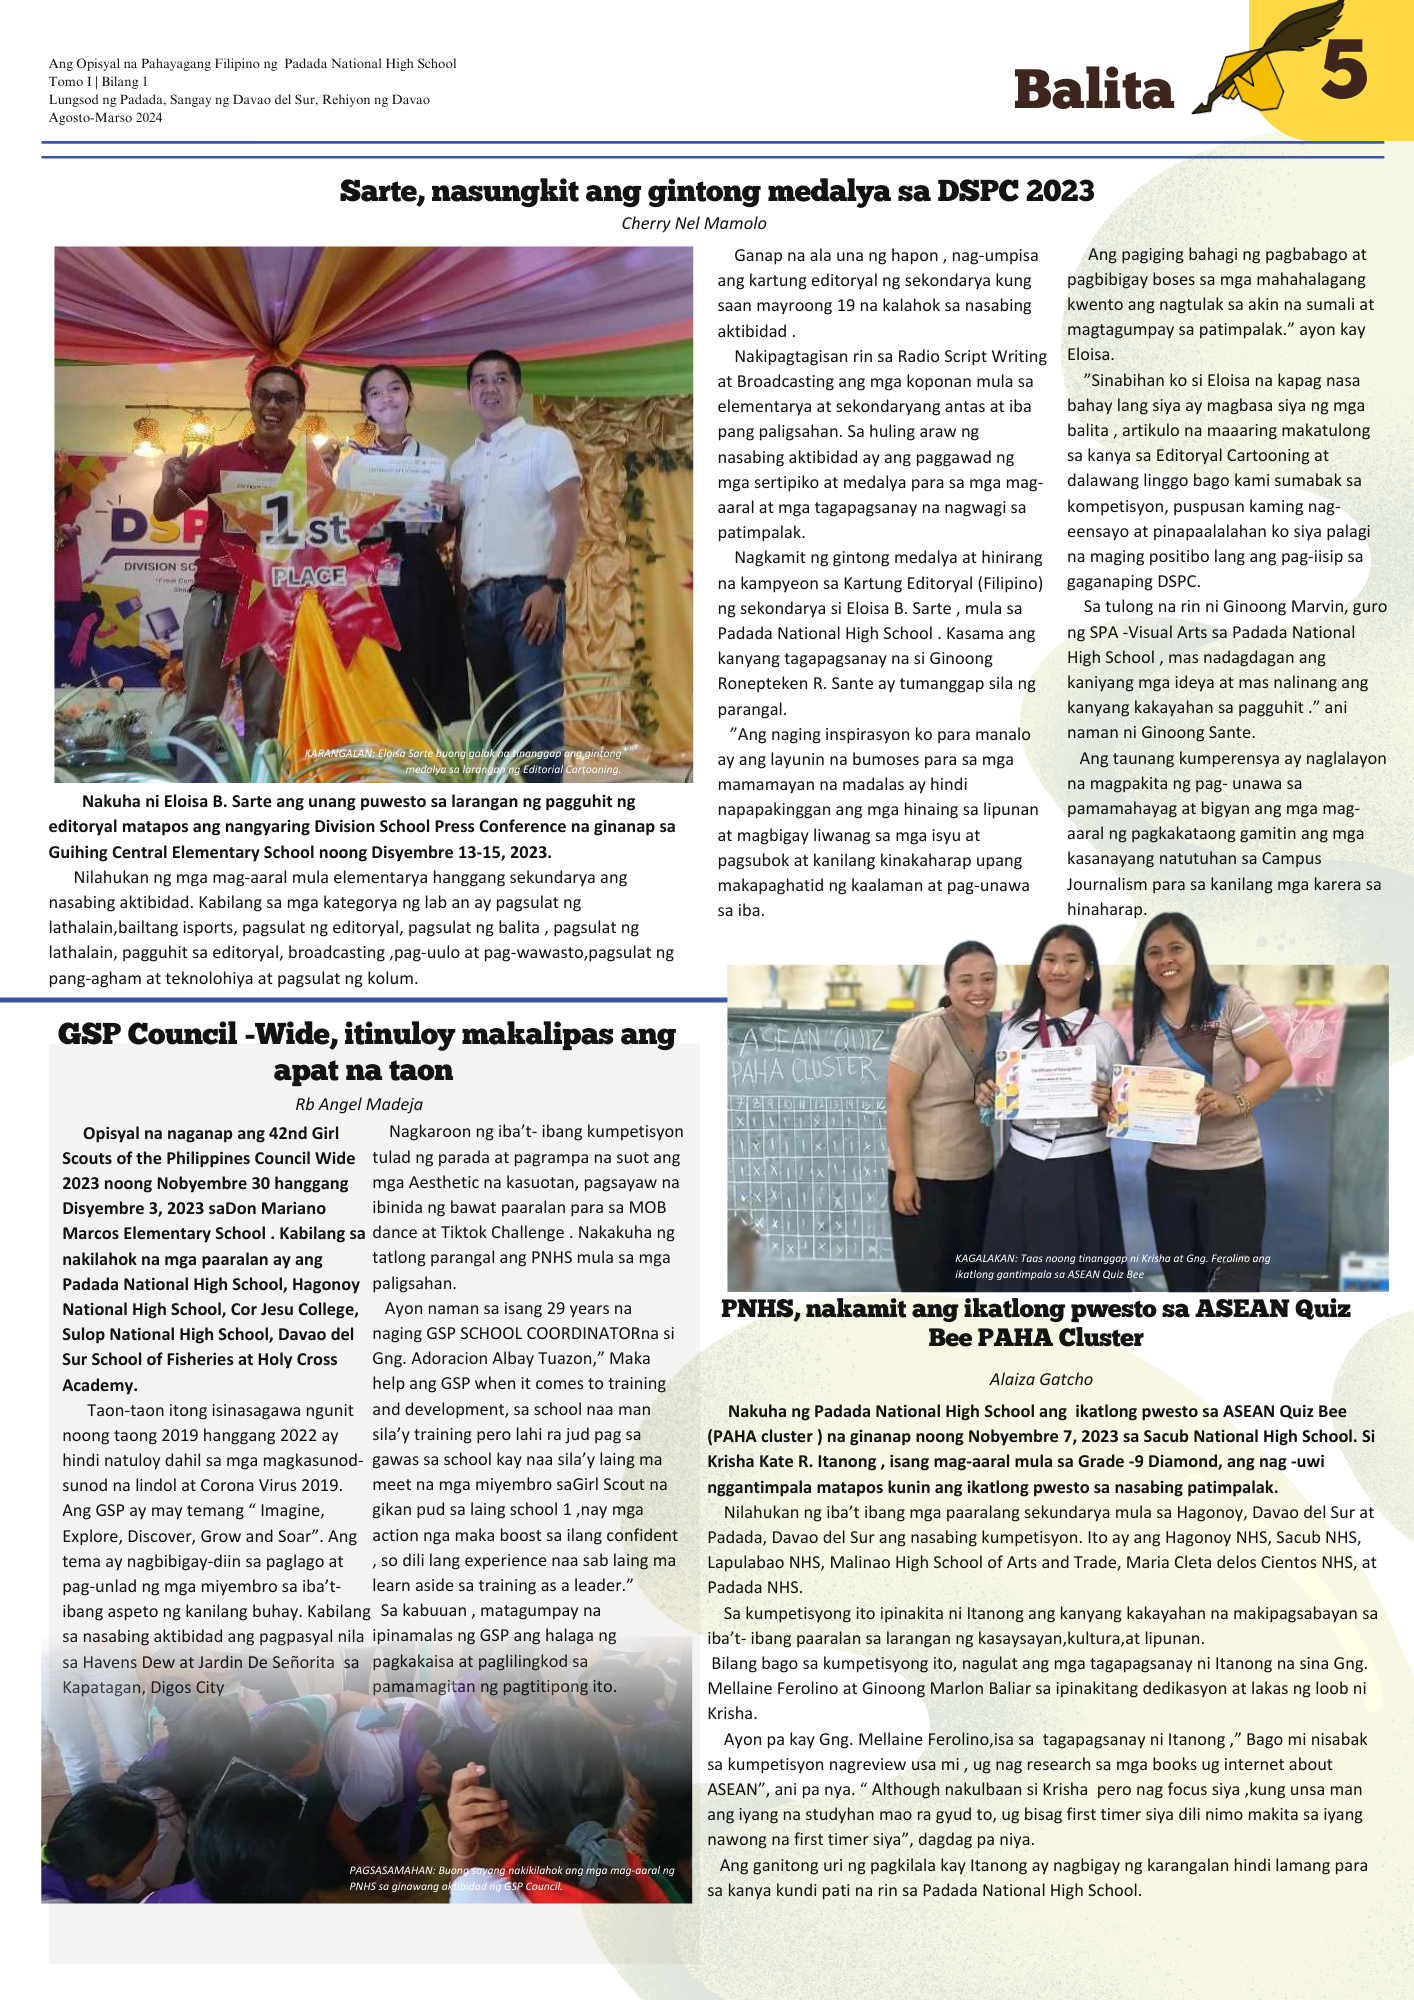 Ang Opisyal na Pahayagang Filipino ng Padada National High School
Tomo I | Bilang 1
Lungsod ng Padada, Sangay ng Davao del Sur, Rehiyon ng Davao
Agosto-Marso 2024
Balita
5
Sarte, nasungkit ang gintong medalya sa DSPC 2023
Cherry Nel Mamolo
1st
PLACE
DSP
DIVISION SC
KARANGALAN: Eloisa Sarte buong galak na tinanggap ang gintong
medalya sa larangan ng Editorial Cartooning.
Nakuha ni Eloisa B. Sarte ang unang puwesto sa larangan ng pagguhit ng
editoryal matapos ang nangyaring Division School Press Conference na ginanap sa
Guihing Central Elementary School noong Disyembre 13-15, 2023.
Nilahukan ng mga mag-aaral mula elementarya hanggang sekundarya ang
nasabing aktibidad. Kabilang sa mga kategorya ng lab an ay pagsulat ng
lathalain,bailtang isports, pagsulat ng editoryal, pagsulat ng balita , pagsulat ng
lathalain, pagguhit sa editoryal, broadcasting ,pag-uulo at pag-wawasto,pagsulat ng
pang-agham at teknolohiya at pagsulat ng kolum.
Ganap na ala una ng hapon , nag-umpisa
ang kartung editoryal ng sekondarya kung
saan mayroong 19 na kalahok sa nasabing
aktibidad .
Nakipagtagisan rin sa Radio Script Writing
at Broadcasting ang mga koponan mula sa
elementarya at sekondaryang antas at iba
pang paligsahan. Sa huling araw ng
nasabing aktibidad ay ang paggawad ng
mga sertipiko at medalya para sa mga mag-
aaral at mga tagapagsanay na nagwagi sa
patimpalak.
Nagkamit ng gintong medalya at hinirang
na kampyeon sa Kartung Editoryal (Filipino)
ng sekondarya si Eloisa B. Sarte , mula sa
Padada National High School . Kasama ang
kanyang tagapagsanay na si Ginoong
Ronepteken R. Sante ay tumanggap sila ng
parangal.
”Ang naging inspirasyon ko para manalo
ay ang layunin na bumoses para sa mga
mamamayan na madalas ay hindi
napapakinggan ang mga hinaing sa lipunan
at magbigay liwanag sa mga isyu at
pagsubok at kanilang kinakaharap upang
makapaghatid ng kaalaman at pag-unawa
sa iba.
Ang pagiging bahagi ng pagbabago at
pagbibigay boses sa mga mahahalagang
kwento ang nagtulak sa akin na sumali at
magtagumpay sa patimpalak.” ayon kay
Eloisa.
”Sinabihan ko si Eloisa na kapag nasa
bahay lang siya ay magbasa siya ng mga
balita , artikulo na maaaring makatulong
sa kanya sa Editoryal Cartooning at
dalawang linggo bago kami sumabak sa
kompetisyon, puspusan kaming nag-
eensayo at pinapaalalahan ko siya palagi
na maging positibo lang ang pag-iisip sa
gaganaping DSPC.
Sa tulong na rin ni Ginoong Marvin, guro
ng SPA -Visual Arts sa Padada National
High School , mas nadagdagan ang
kaniyang mga ideya at mas nalinang ang
kanyang kakayahan sa pagguhit .” ani
naman ni Ginoong Sante.
Ang taunang kumperensya ay naglalayon
na magpakita ng pag- unawa sa
pamamahayag at bigyan ang mga mag-
aaral ng pagkakataong gamitin ang mga
kasanayang natutuhan sa Campus
Journalism para sa kanilang mga karera sa
hinaharap.
GSP Council -Wide, itinuloy makalipas ang
apat na taon
Rb Angel Madeja
Opisyal na naganap ang 42nd Girl
Scouts of the Philippines Council Wide
2023 noong Nobyembre 30 hanggang
Disyembre 3, 2023 saDon Mariano
Marcos Elementary School . Kabilang sa
nakilahok na mga paaralan ay ang
Padada National High School, Hagonoy
National High School, Cor Jesu College,
Sulop National High School, Davao del
Sur School of Fisheries at Holy Cross
Academy.
Taon-taon itong isinasagawa ngunit
noong taong 2019 hanggang 2022 ay
hindi natuloy dahil sa mga magkasunod-
sunod na lindol at Corona Virus 2019.
Ang GSP ay may temang “ Imagine,
Explore, Discover, Grow and Soar”. Ang
tema ay nagbibigay-diin sa paglago at
pag-unlad ng mga miyembro sa iba’t-
ibang aspeto ng kanilang buhay. Kabilang
sa nasabing aktibidad ang pagpasyal nila
sa Havens Dew at Jardin De Señorita sa
Kapatagan, Digos City
Nagkaroon ng iba’t- ibang kumpetisyon
tulad ng parada at pagrampa na suot ang
mga Aesthetic na kasuotan, pagsayaw na
ibinida ng bawat paaralan para sa MOB
dance at Tiktok Challenge . Nakakuha ng
tatlong parangal ang PNHS mula sa mga
paligsahan.
Ayon naman sa isang 29 years na
naging GSP SCHOOL COORDINATORna si
Gng. Adoracion Albay Tuazon,” Maka
help ang GSP when it comes to training
and development, sa school naa man
sila’y training pero lahi ra jud pag sa
gawas sa school kay naa sila’y laing ma
meet na mga miyembro saGirl Scout na
gikan pud sa laing school 1 ,nay mga
action nga maka boost sa ilang confident
, so dili lang experience naa sab laing ma
learn aside sa training as a leader.”
Sa kabuuan , matagumpay na
ipinamalas ng GSP ang halaga ng
pagkakaisa at paglilingkod sa
pamamagitan ng pagtitipong ito.
PAGSASAMAHAN: Buong sayang nakikilahok ang mga mag-aaral ng
PNHS sa ginawang aktibidad ng GSP Council.
ASEAN QUIZ
PAHA CLUSTER
KAGALAKAN: Taas noong tinanggap ni Krisha at Gng. Ferolino ang
ikatlong gantimpala sa ASEAN Quiz Bee
PNHS, nakamit ang ikatlong pwesto sa ASEAN Quiz
Bee PAHA Cluster
Alaiza Gatcho
Nakuha ng Padada National High School ang ikatlong pwesto sa ASEAN Quiz Bee
(PAHA cluster ) na ginanap noong Nobyembre 7, 2023 sa Sacub National High School. Si
Krisha Kate R. Itanong , isang mag-aaral mula sa Grade -9 Diamond, ang nag -uwi
nggantimpala matapos kunin ang ikatlong pwesto sa nasabing patimpalak.
Nilahukan ng iba’t ibang mga paaralang sekundarya mula sa Hagonoy, Davao del Sur at
Padada, Davao del Sur ang nasabing kumpetisyon. Ito ay ang Hagonoy NHS, Sacub NHS,
Lapulabao NHS, Malinao High School of Arts and Trade, Maria Cleta delos Cientos NHS, at
Padada NHS.
Sa kumpetisyong ito ipinakita ni Itanong ang kanyang kakayahan na makipagsabayan sa
iba’t- ibang paaralan sa larangan ng kasaysayan,kultura,at lipunan.
Bilang bago sa kumpetisyong ito, nagulat ang mga tagapagsanay ni Itanong na sina Gng.
Mellaine Ferolino at Ginoong Marlon Baliar sa ipinakitang dedikasyon at lakas ng loob ni
Krisha.
Ayon pa kay Gng. Mellaine Ferolino,isa sa tagapagsanay ni Itanong ,” Bago mi nisabak
sa kumpetisyon nagreview usa mi , ug nag research sa mga books ug internet about
ASEAN”, ani pa nya. “ Although nakulbaan si Krisha pero nag focus siya ,kung unsa man
ang iyang na studyhan mao ra gyud to, ug bisag first timer siya dili nimo makita sa iyang
nawong na first timer siya”, dagdag pa niya.
Ang ganitong uri ng pagkilala kay Itanong ay nagbigay ng karangalan hindi lamang para
sa kanya kundi pati na rin sa Padada National High School.